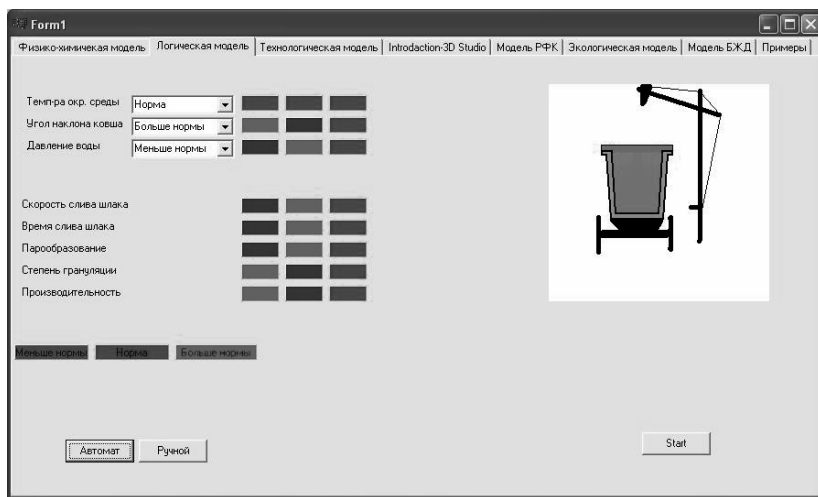 Form1
Физико-химичекая модель Логическая модель Технологическая модель Introdaction-3D Studio Модель РФК Экологическая модель Модель БЖД Примеры
Темп-ра окр. среды Норма
Угол наклона ковша Больше нормы
Давление воды Меньше нормы
Скорость слива шлака
Время слива шлака
Парообразование
Степень грануляции
Производительность
Меньше нормы Норма Больше нормы
Автомат Ручной Start